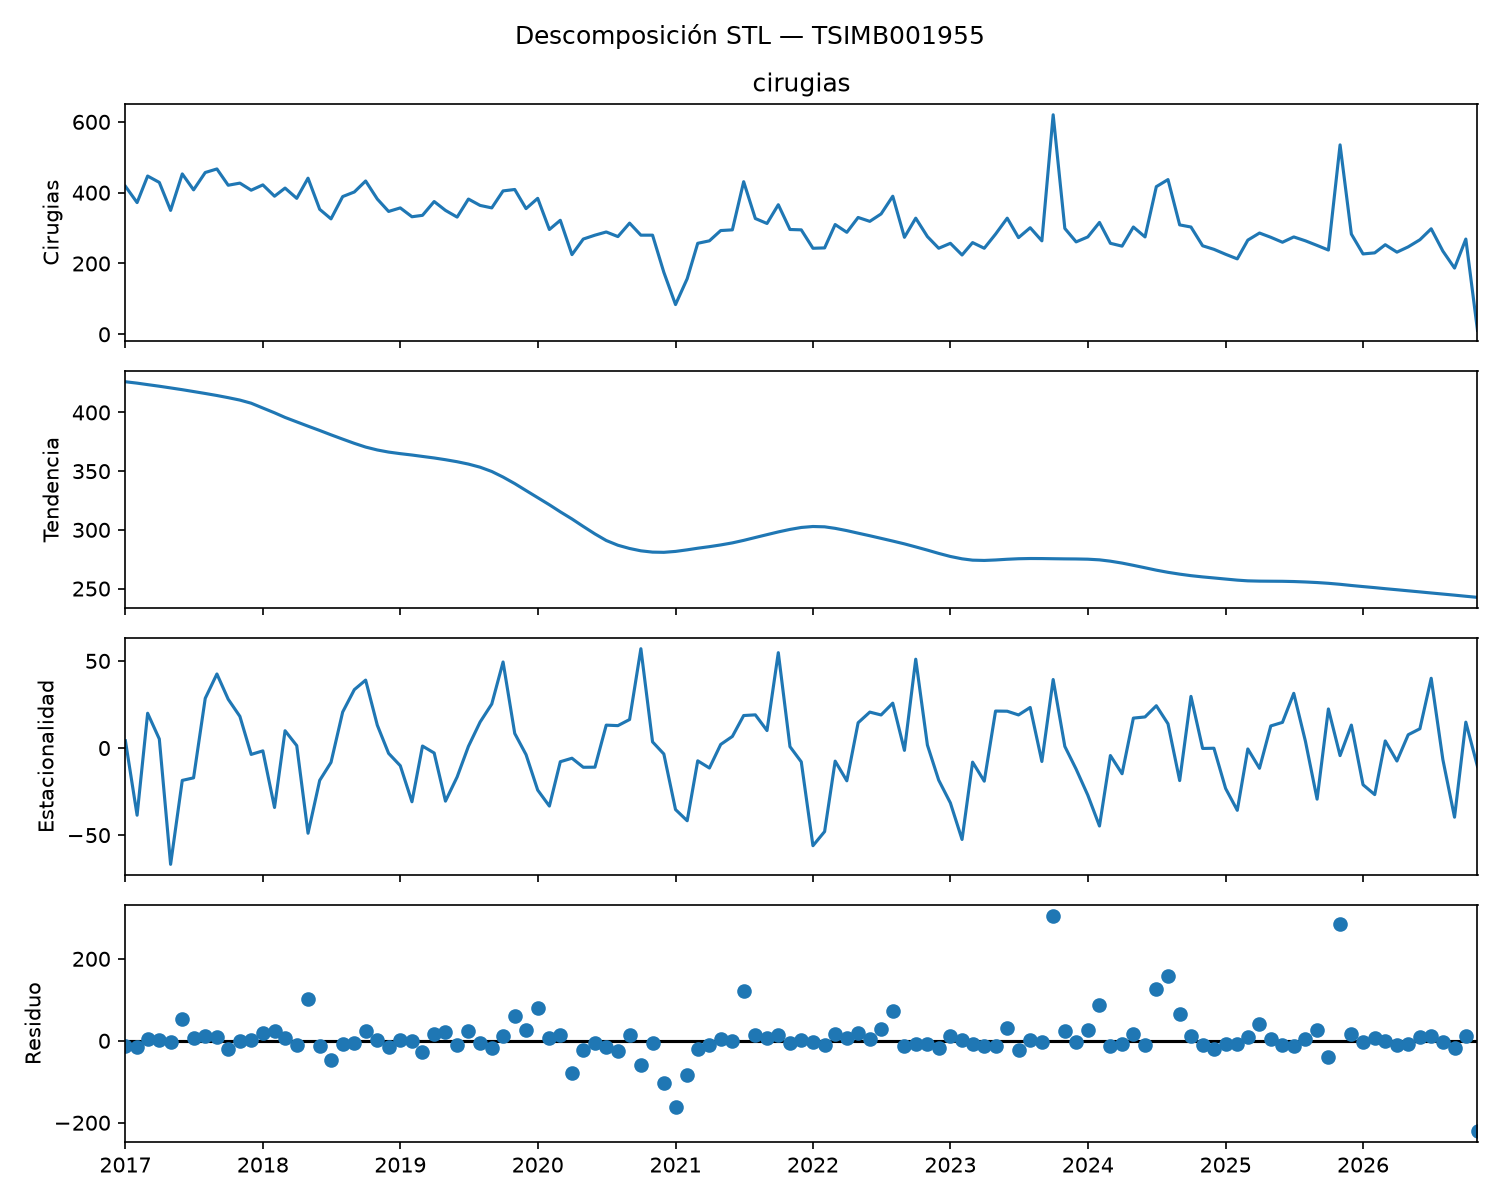 Descomposición STL — TSIMB001955
cirugias
Cirugias
600
400
200
0
Tendencia
400
350
300
250
Estacionalidad
50
0
−50
Residuo
200
0
−200
2017 2018 2019 2020 2021 2022 2023 2024 2025 2026